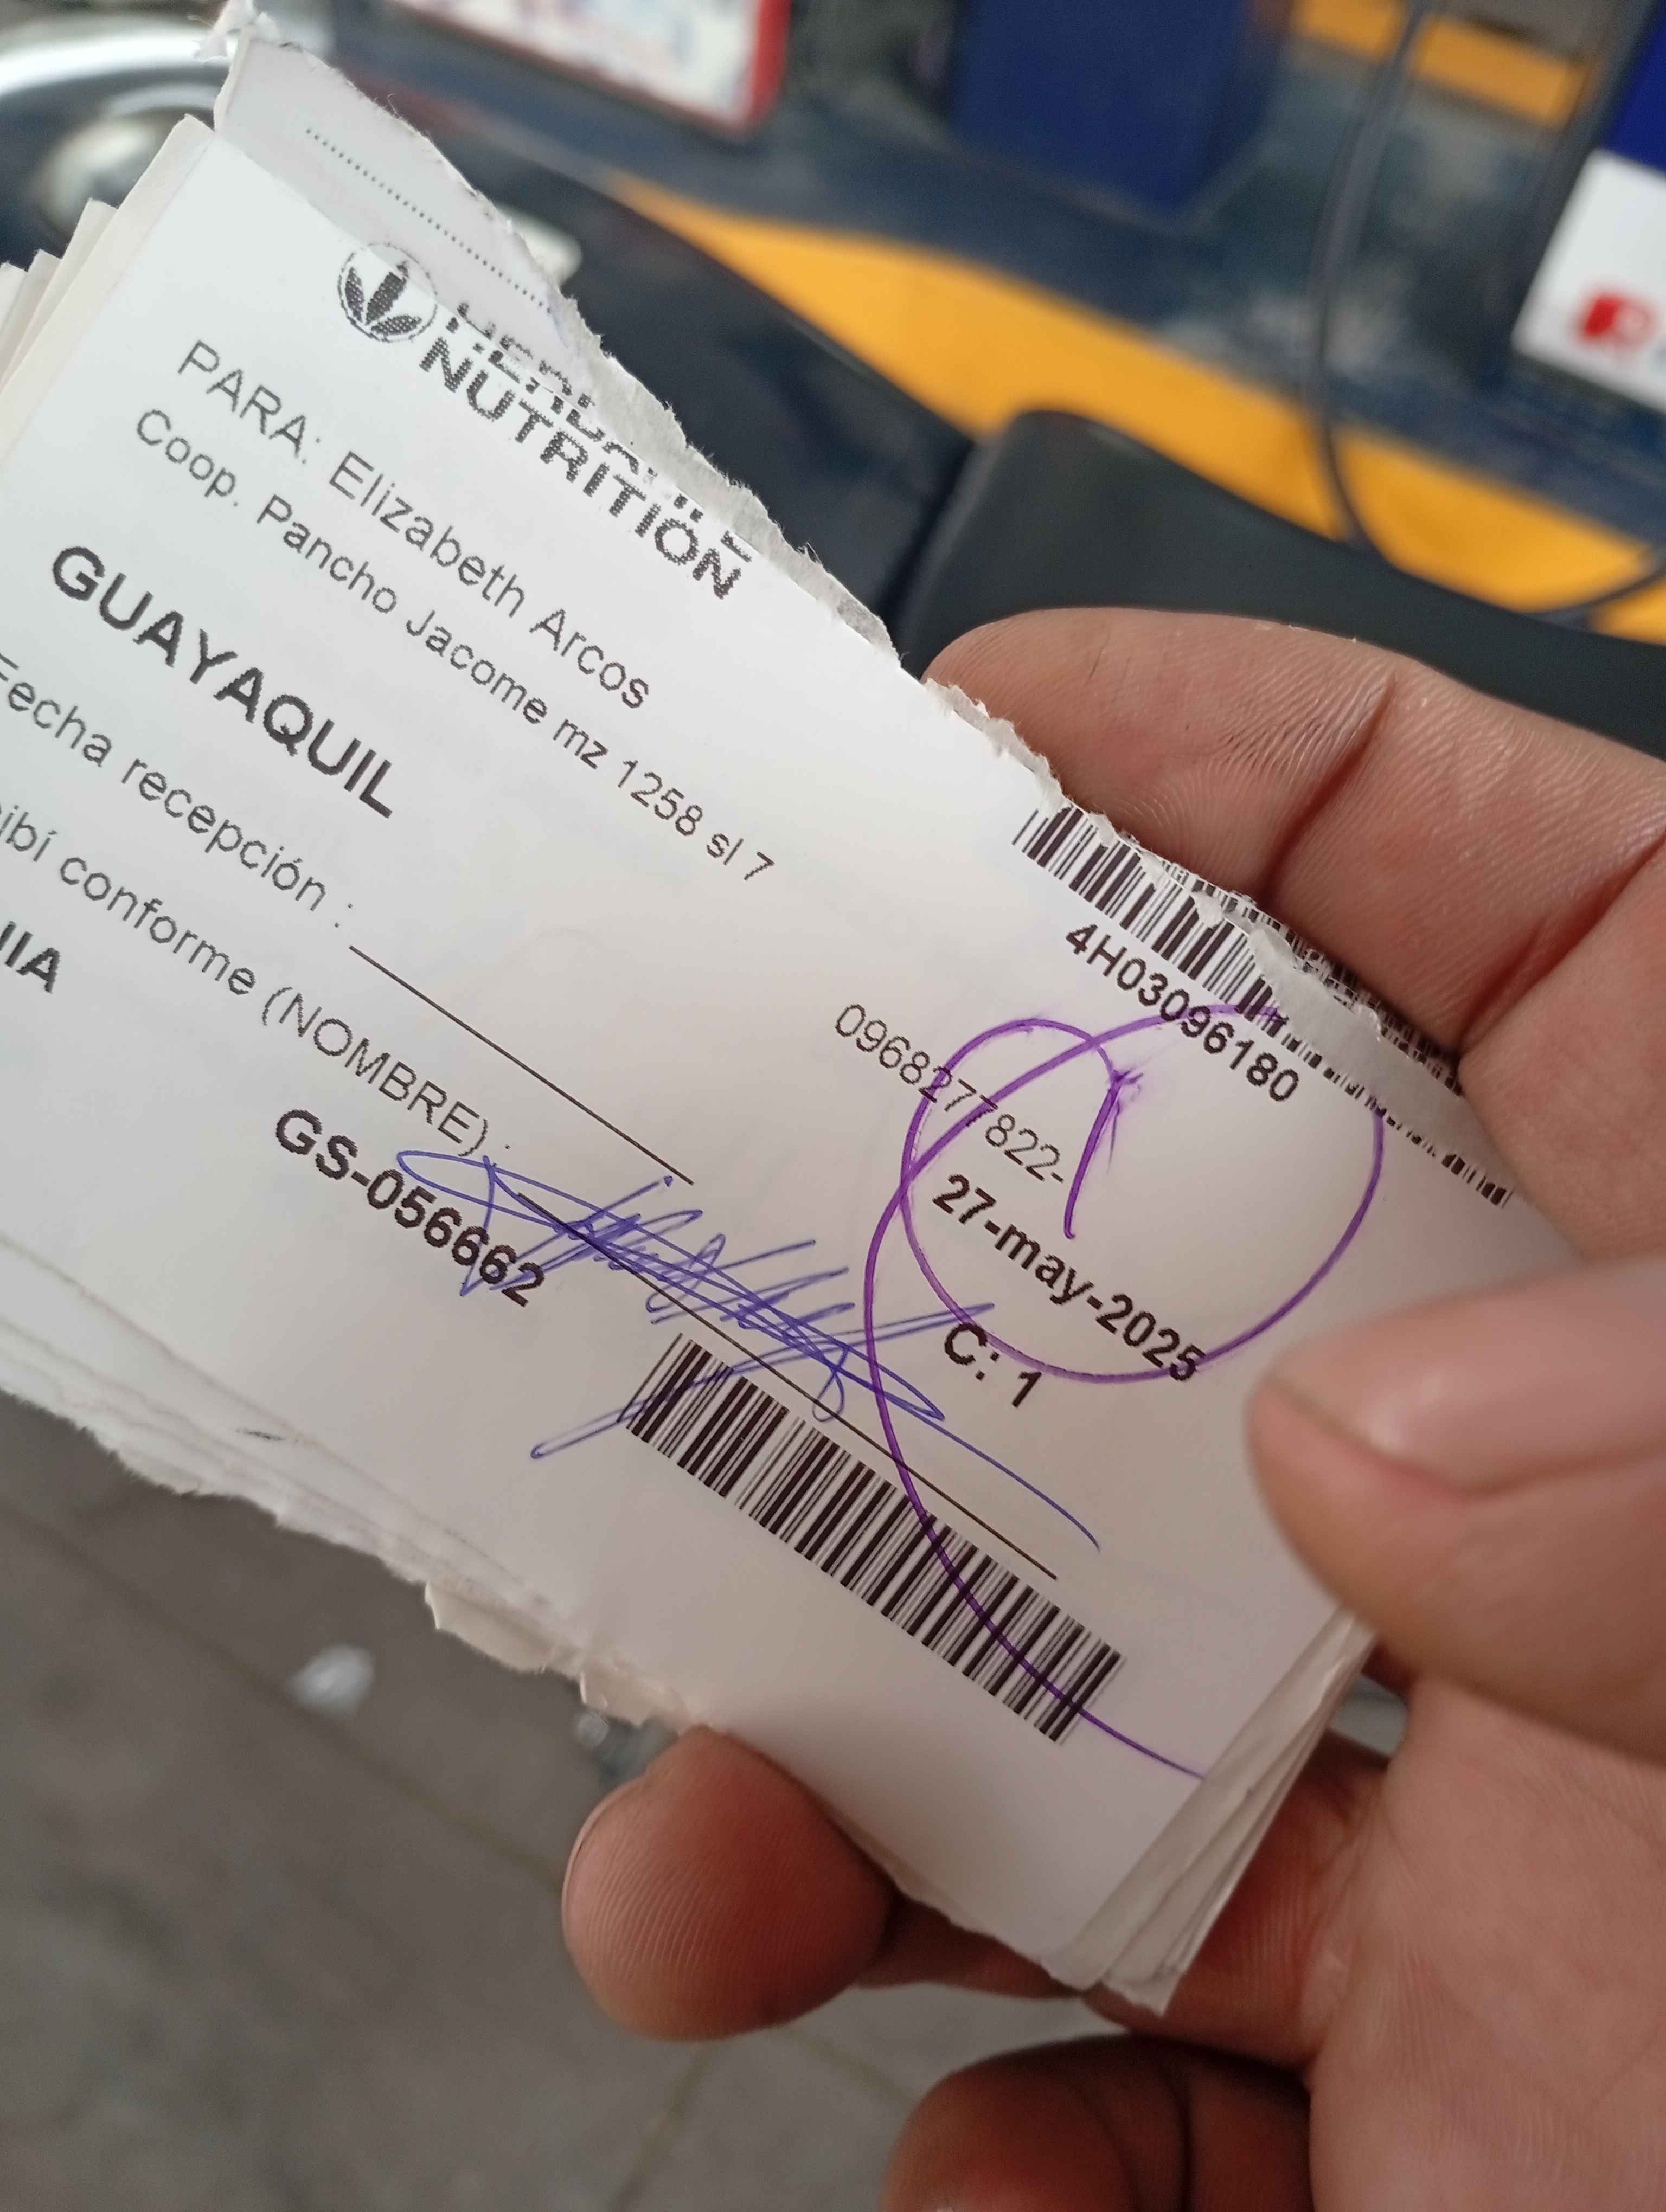 NUTRITION
PARA: Elizabeth Arcos
Coop. Pancho Jacome mz 1258 sl 7
4H03096180
GUAYAQUIL
0968277822-
Fecha recepción :
27-may-2025
ibí conforme (NOMBRE) :
C: 1
GS-056662